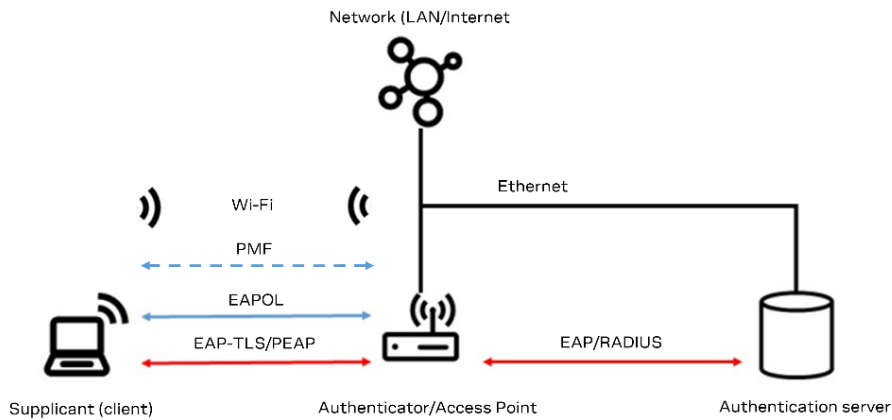 Network (LAN/Internet
Ethernet
Wi-Fi
PMF
EAPOL
EAP-TLS/PEAP
EAP/RADIUS
Supplicant (client)
Authenticator/Access Point
Authentication server